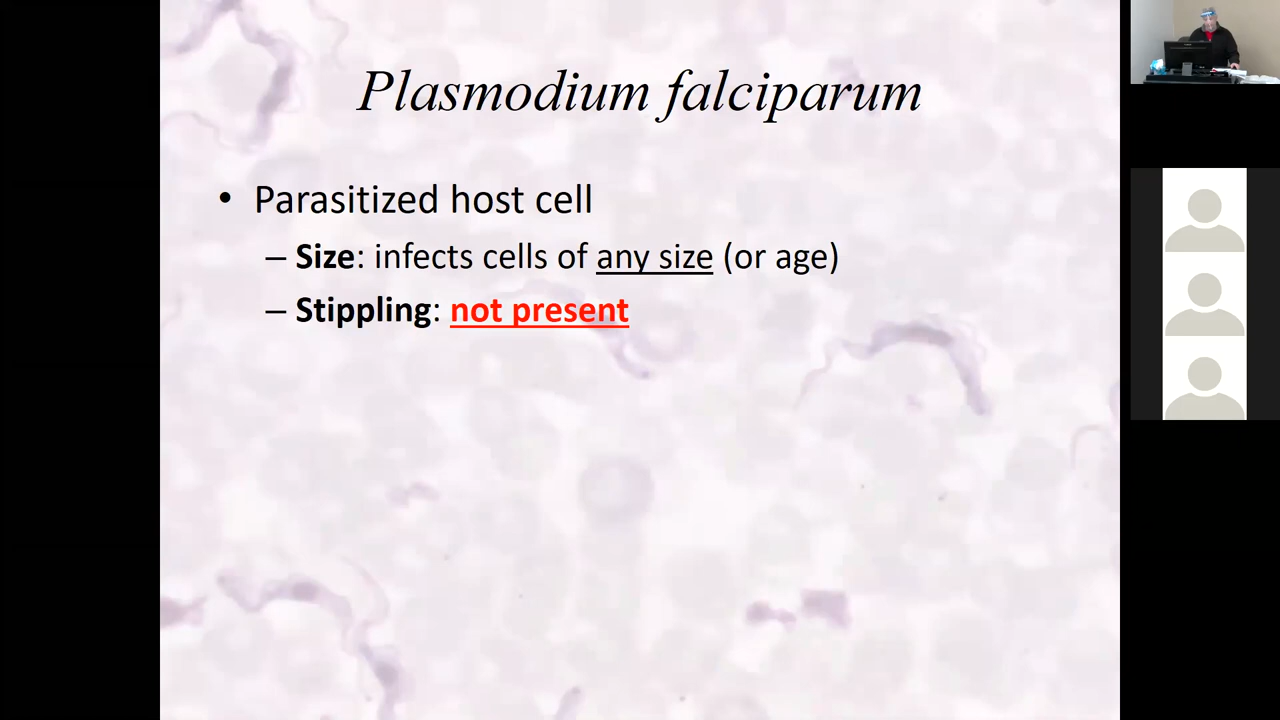 Plasmodium falciparum
• Parasitized host cell
– Size: infects cells of any size (or age)
– Stippling: not present